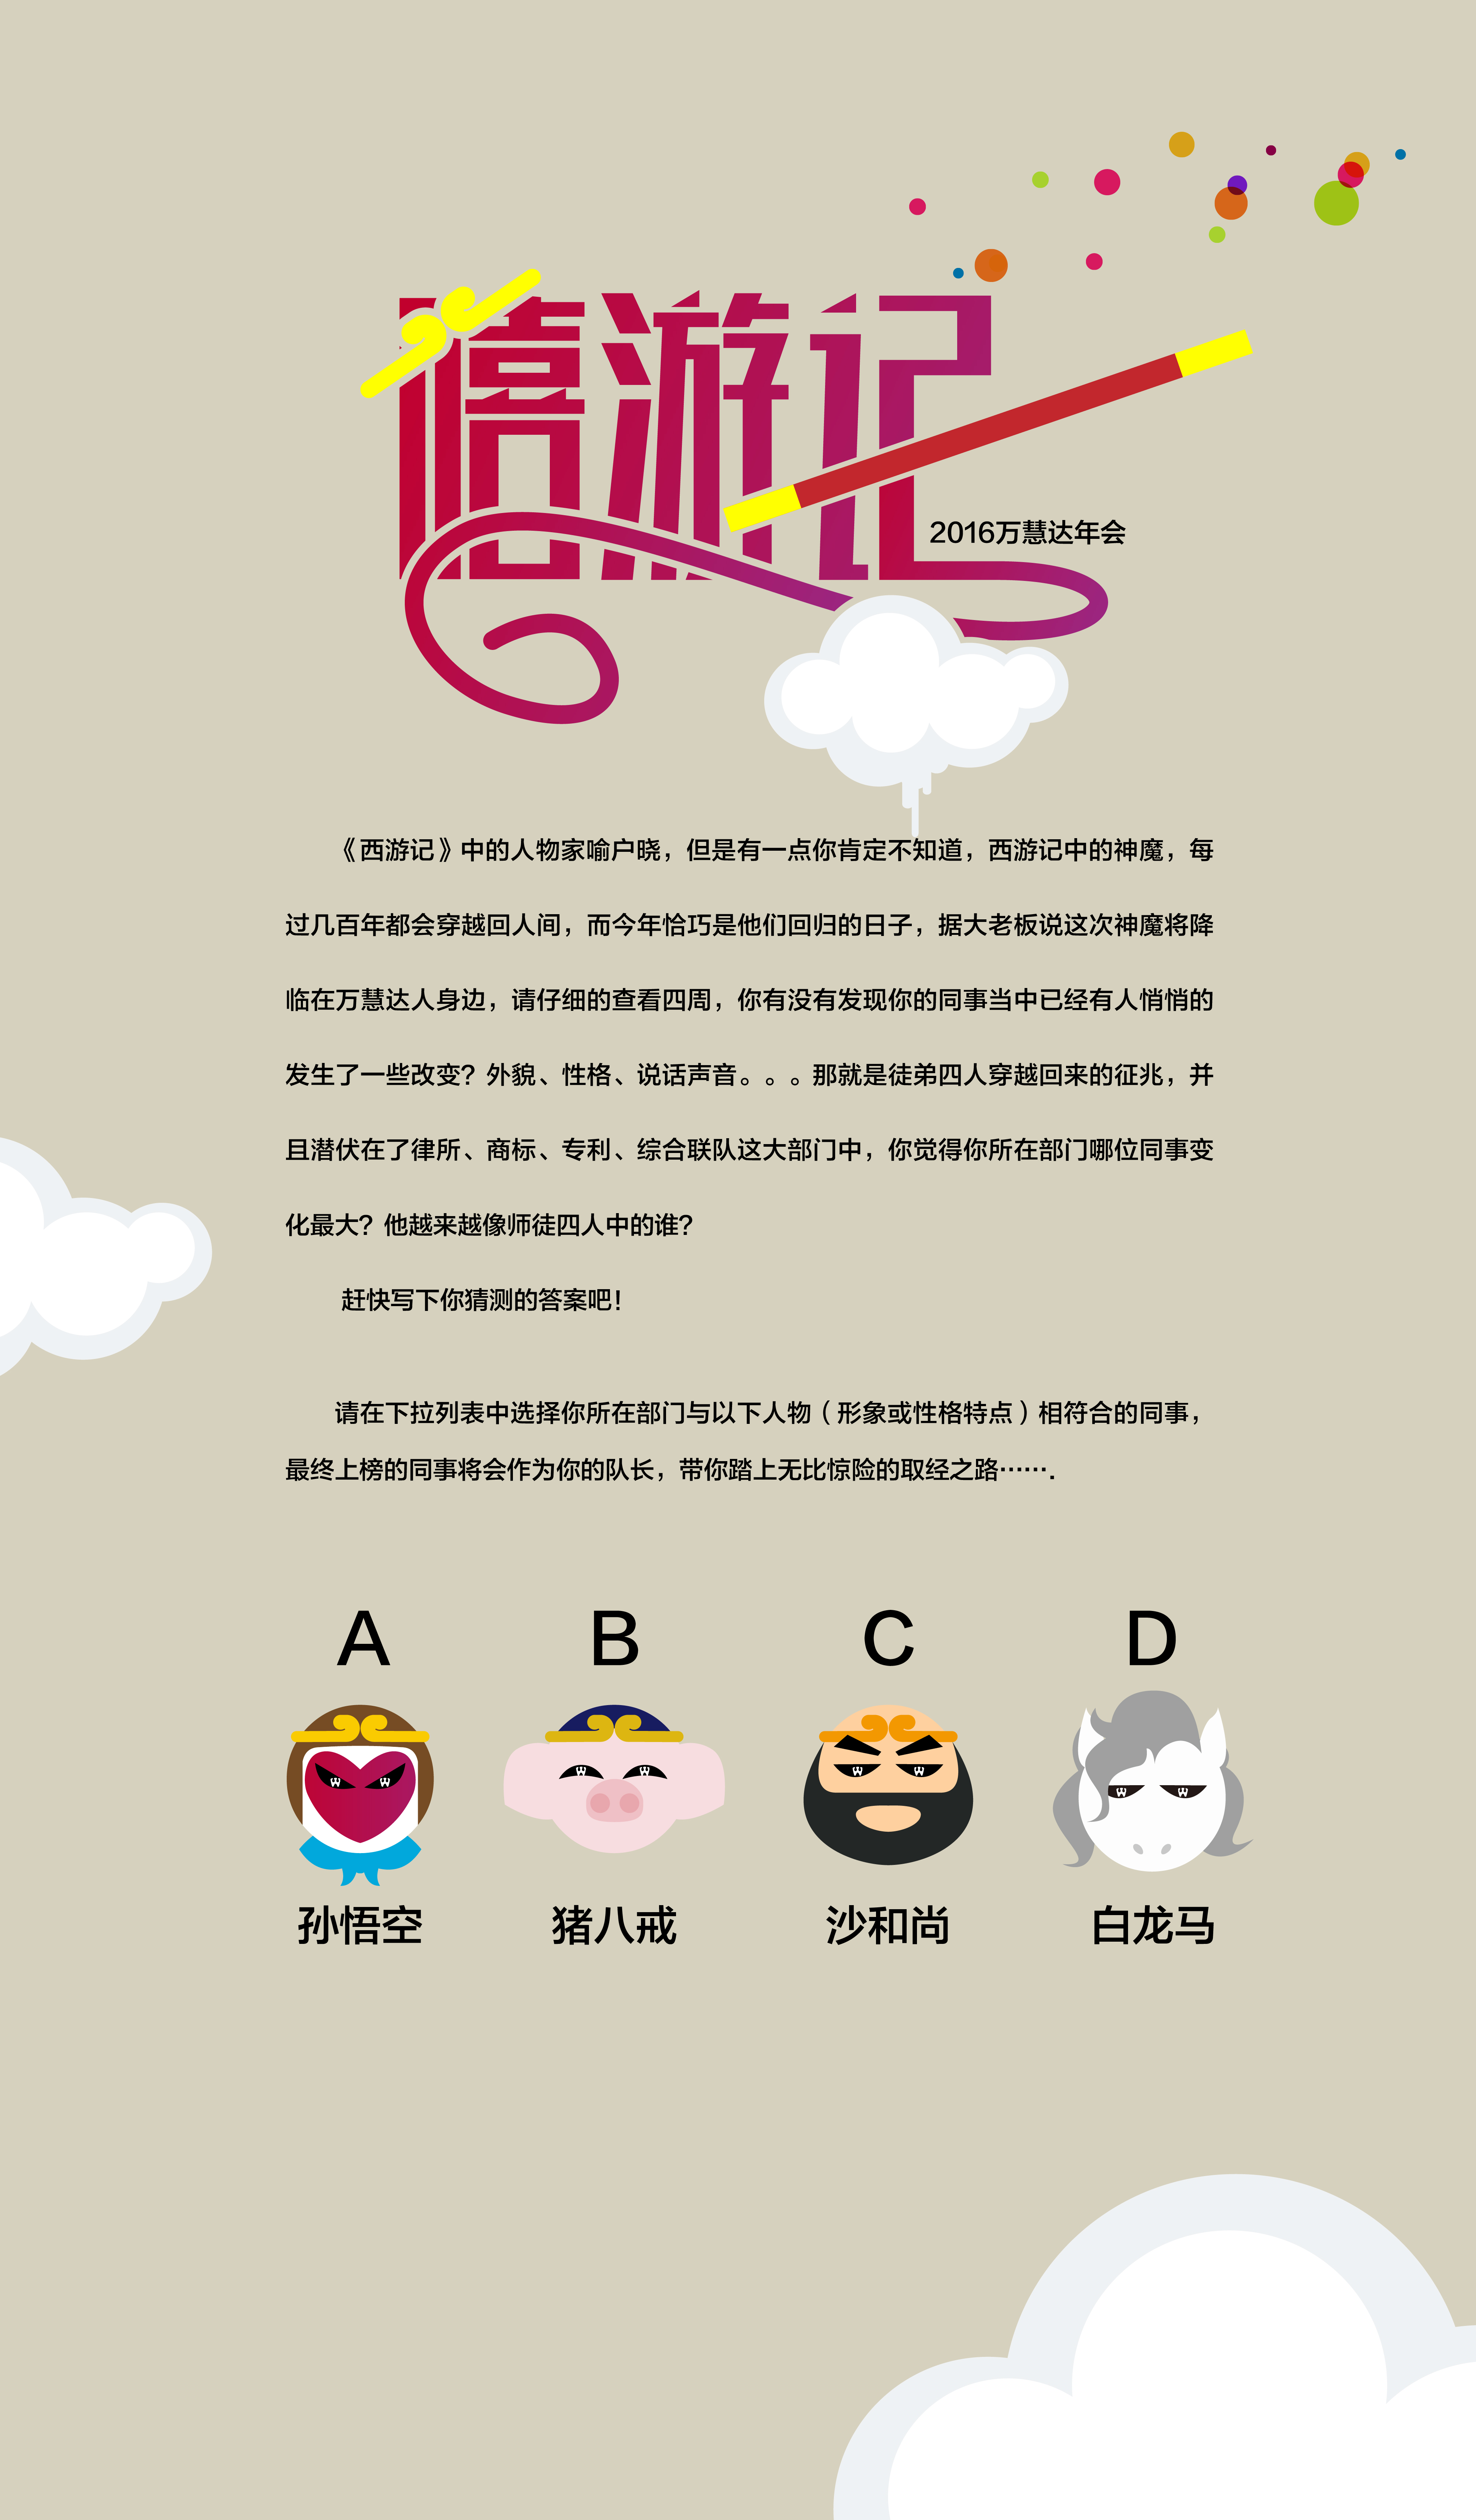 僖游记
2016万慧达年会
《西游记》中的人物家喻户晓，但是有一点你肯定不知道，西游记中的神魔，每
过几百年都会穿越回人间，而今年恰巧是他们回归的日子，据大老板说这次神魔将降
临在万慧达人身边，请仔细的查看四周，你有没有发现你的同事当中已经有人悄悄的
发生了一些改变？外貌、性格、说话声音。。。那就是徒弟四人穿越回来的征兆，并
且潜伏在了律所、商标、专利、综合联队这大部门中，你觉得你所在部门哪位同事变
化最大？他越来越像师徒四人中的谁？
赶快写下你猜测的答案吧！
请在下拉列表中选择你所在部门与以下人物（形象或性格特点）相符合的同事，
最终上榜的同事将会作为你的队长，带你踏上无比惊险的取经之路…….
A B C D
孙悟空 猪八戒 沙和尚 白龙马